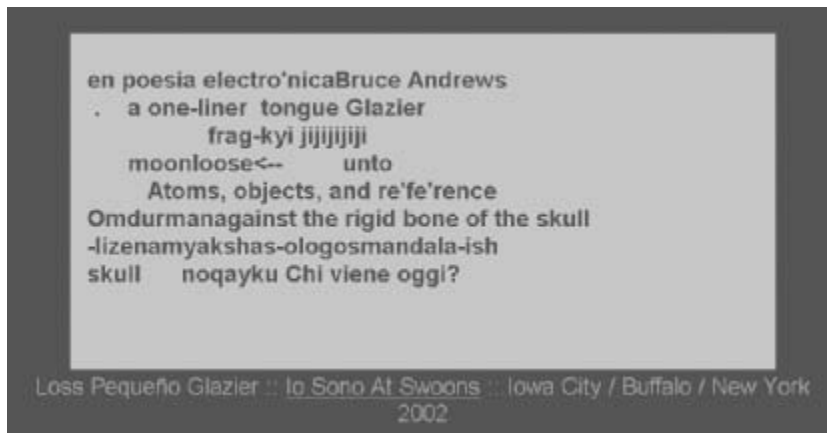 en poesia electro'nicaBruce Andrews
. a one-liner tongue Glazier
frag-kyi jijijijiji
moonloose<-- unto
Atoms, objects, and re'fe'rence
Omdurmanagainst the rigid bone of the skull
-lizenamyakshas-ologosmandala-ish
skull noqayku Chi viene oggi?
Loss Pequeño Glazier :: Io Sono At Swoons :: Iowa City / Buffalo / New York
2002